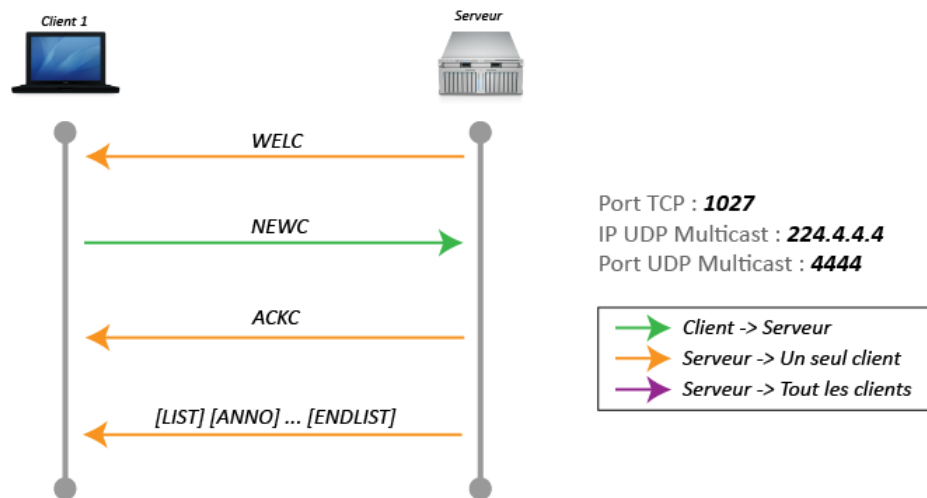 Client 1
Serveur
WELC
NEWC
ACKC
[LIST] [ANNO] ... [ENDLIST]
Port TCP : 1027
IP UDP Multicast : 224.4.4.4
Port UDP Multicast : 4444
Client -> Serveur
Serveur -> Un seul client
Serveur -> Tout les clients